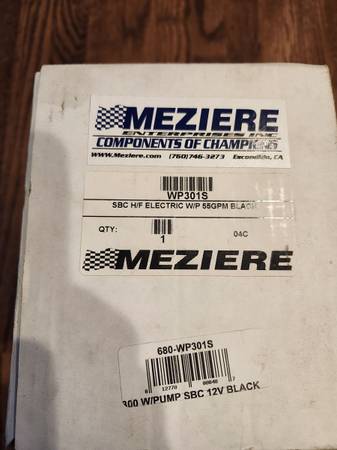 MEZIERE
ENTERPRISES INC
COMPONENTS OF CHAMPIONS
www.Meziere.com (760)746-3273 Escondido, CA
WP301S
SBC H/F ELECTRIC W/P 55GPM BLACK
QTY:
1
04C
MEZIERE
680-WP301S
300 W/PUMP SBC 12V BLACK